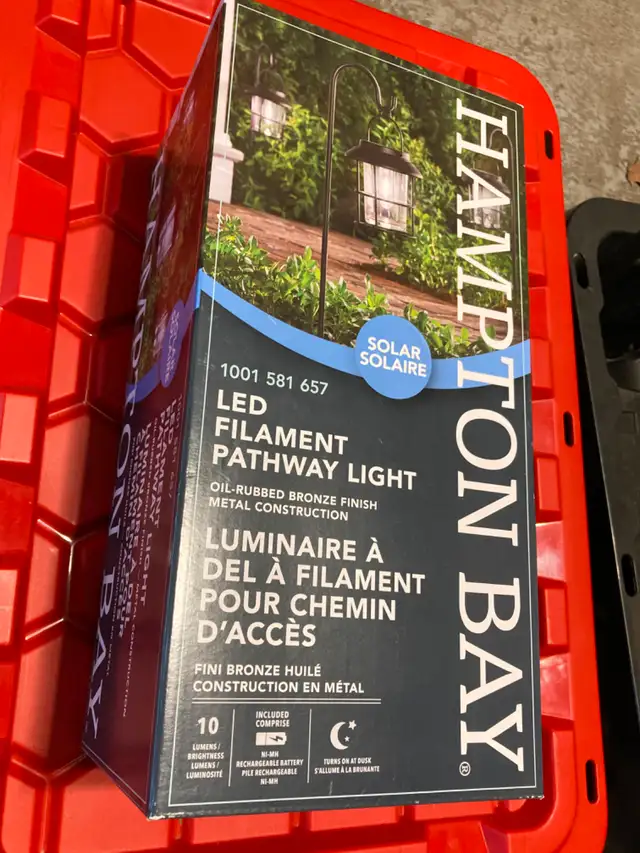 HAMPTON BAY®
SOLAR
SOLAIRE
1001 581 657
LED
FILAMENT
PATHWAY LIGHT
OIL-RUBBED BRONZE FINISH
METAL CONSTRUCTION
LUMINAIRE À
DEL À FILAMENT
POUR CHEMIN
D'ACCÈS
FINI BRONZE HUILÉ
CONSTRUCTION EN MÉTAL
10
LUMENS/
BRIGHTNESS
LUMENS/
LUMINOSITÉ
INCLUDED
COMPRISE
NI-MH
RECHARGEABLE BATTERY
PILE RECHARGEABLE
NI-MH
TURNS ON AT DUSK
S'ALLUME À LA BRUNANTE